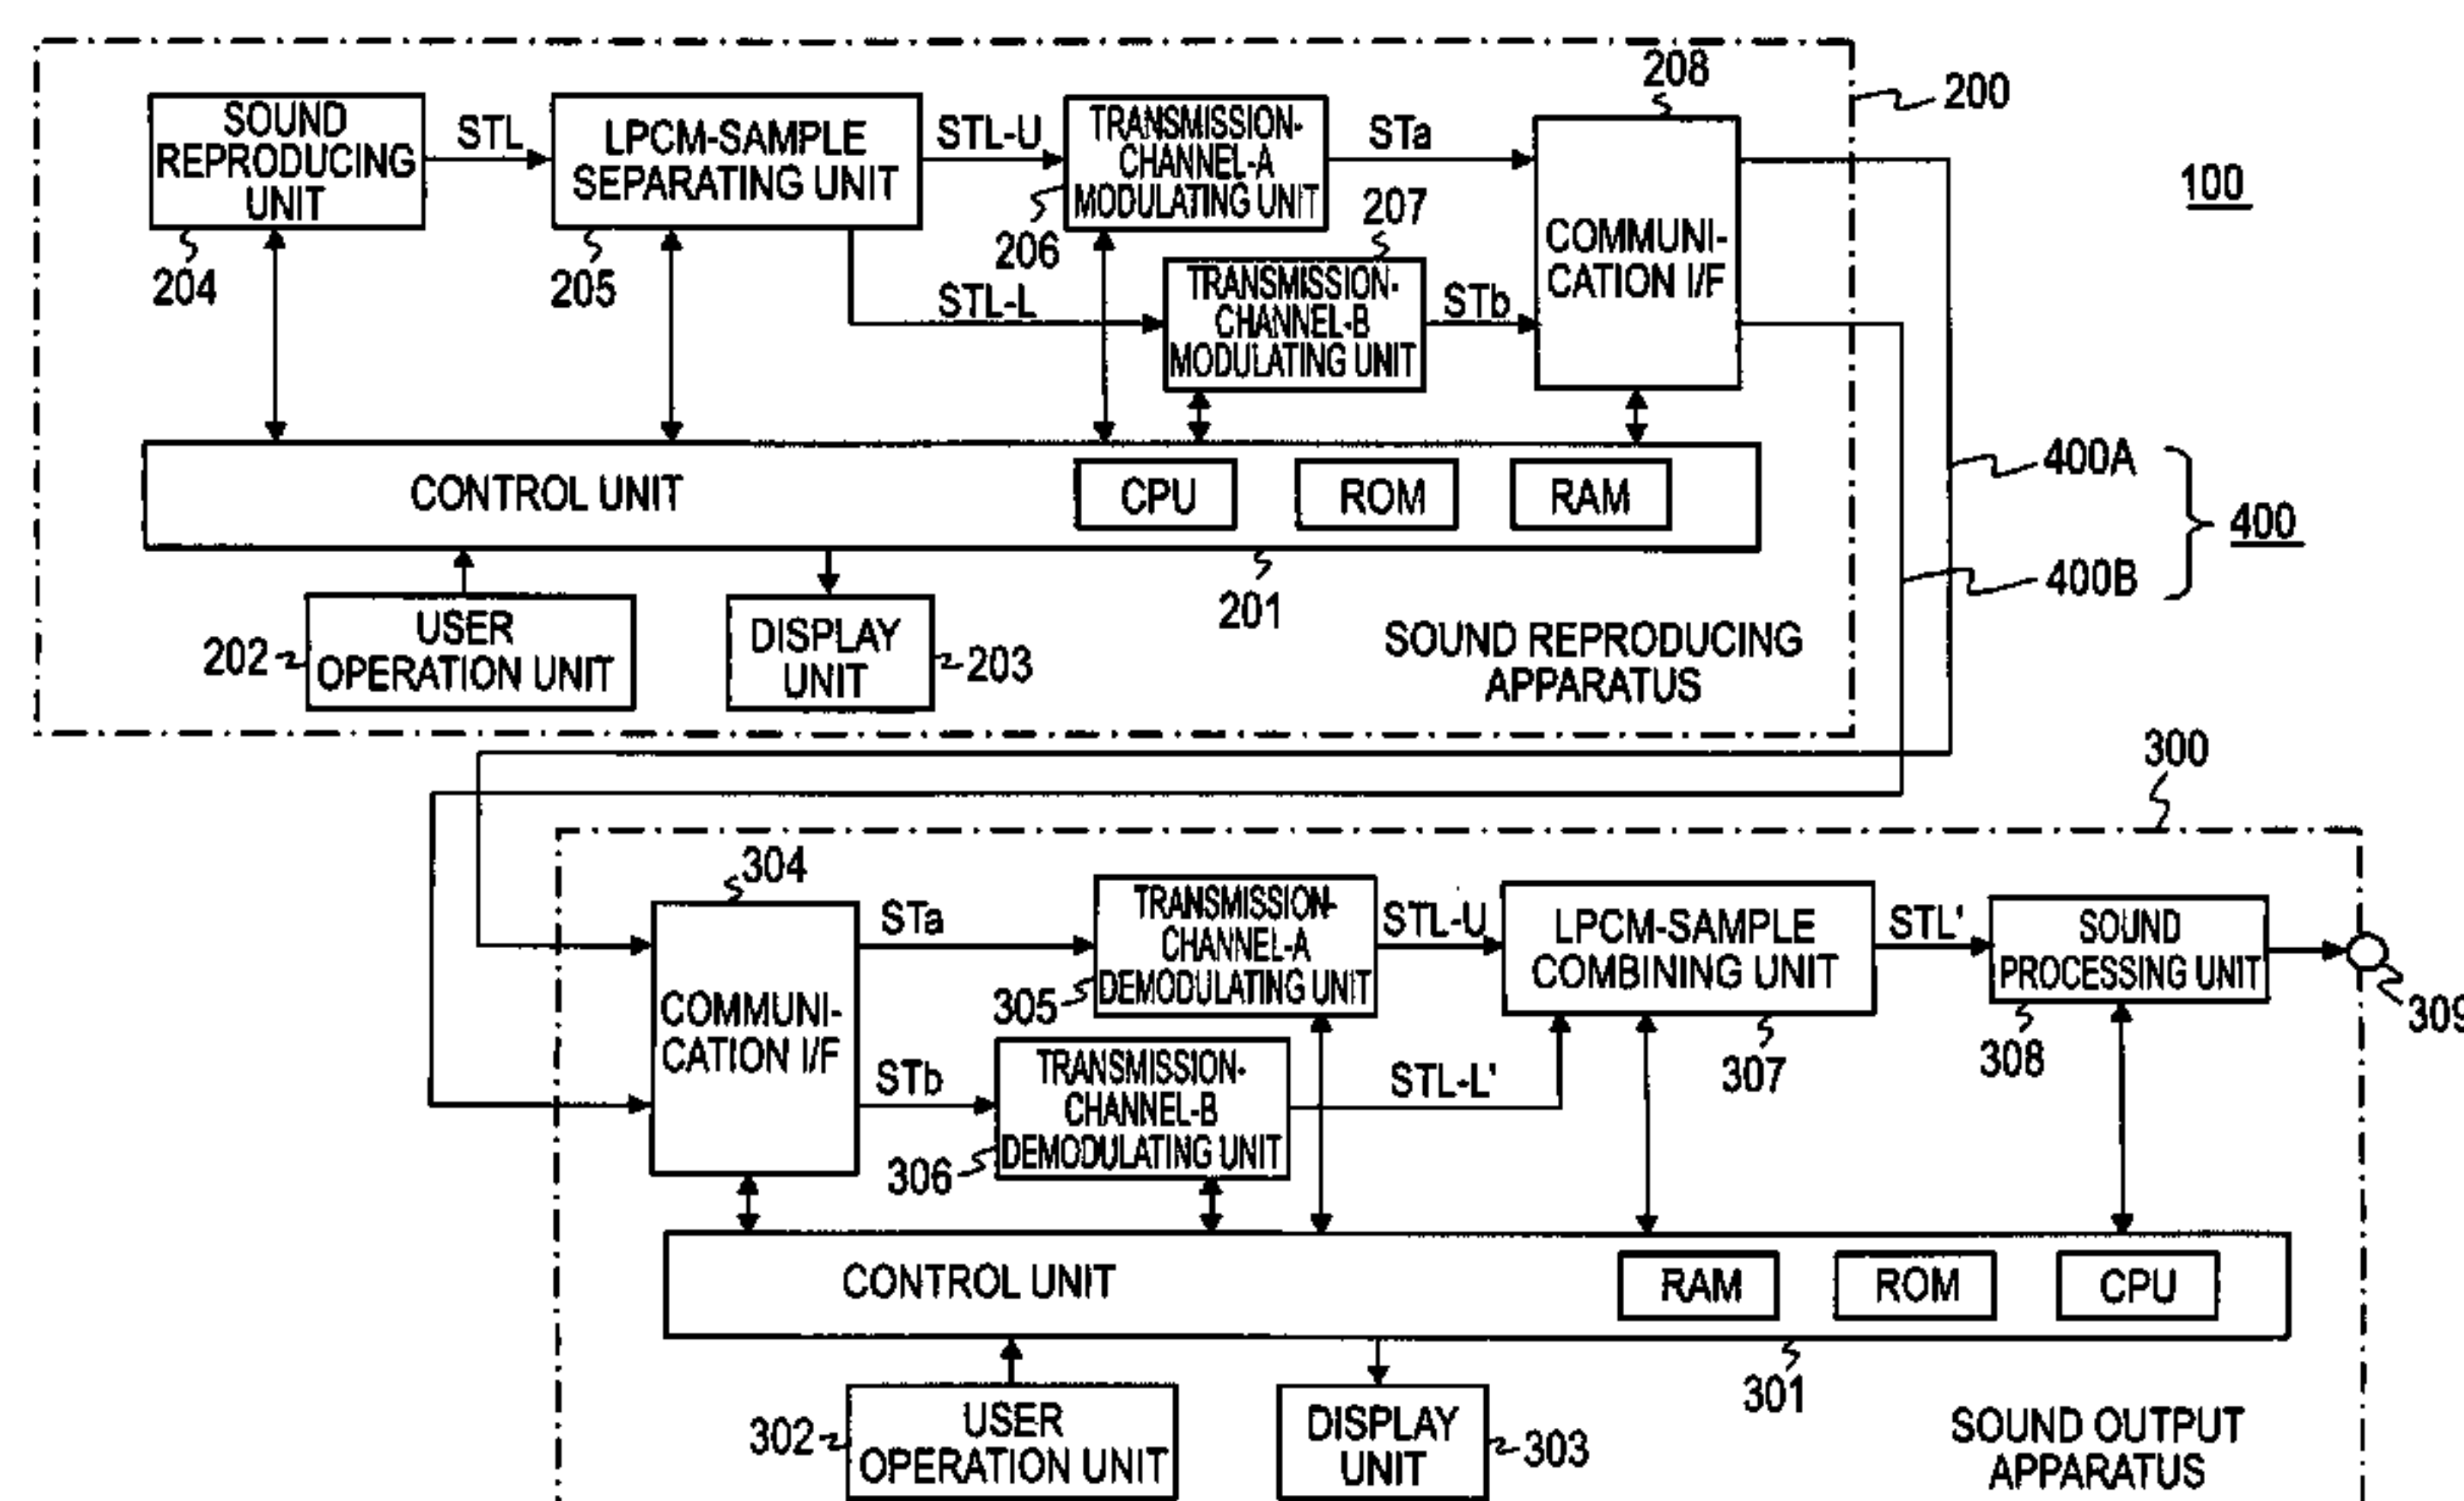 208
200
SOUND
REPRODUCING
UNIT
STL
LPCM-SAMPLE
SEPARATING UNIT
STL-U
TRANSMISSION-
CHANNEL-A
MODULATING UNIT
STa
100
207
204
205
206
COMMUNI-
CATION I/F
STL-L
TRANSMISSION-
CHANNEL-B
MODULATING UNIT
STb
CONTROL UNIT
CPU
ROM
RAM
400A
400
400B
201
202
USER
OPERATION UNIT
DISPLAY
UNIT
203
SOUND REPRODUCING
APPARATUS
300
304
COMMUNI-
CATION I/F
STa
TRANSMISSION-
CHANNEL-A
DEMODULATING UNIT
305
STL-U
LPCM-SAMPLE
COMBINING UNIT
STL'
SOUND
PROCESSING UNIT
309
STb
TRANSMISSION-
CHANNEL-B
DEMODULATING UNIT
306
STL-L'
307
308
CONTROL UNIT
RAM
ROM
CPU
301
302
USER
OPERATION UNIT
DISPLAY
UNIT
303
SOUND OUTPUT
APPARATUS